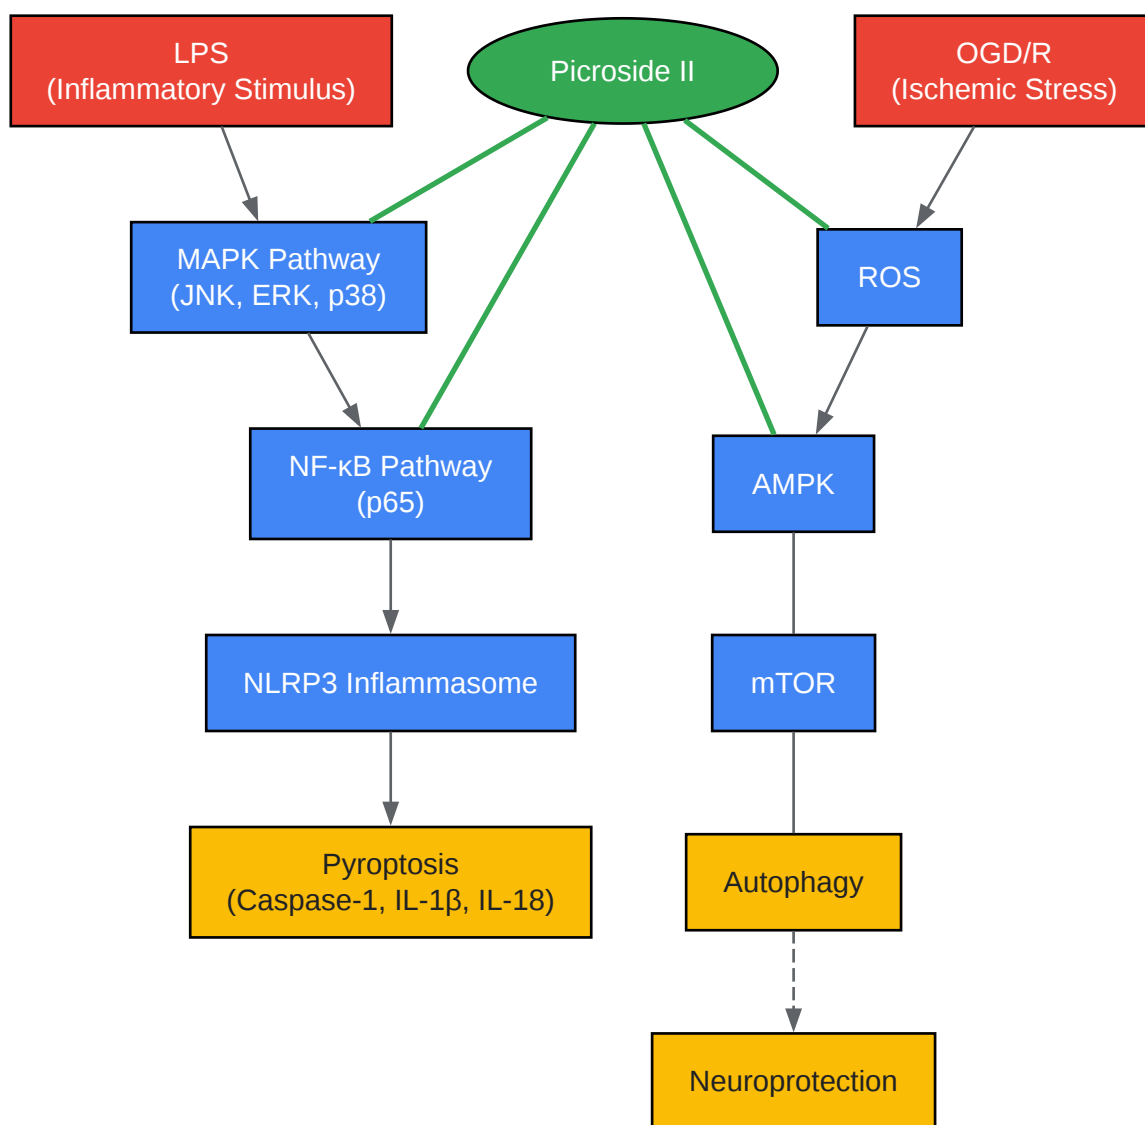 LPS
(Inflammatory Stimulus)
Picroside II
OGD/R
(Ischemic Stress)
MAPK Pathway
(JNK, ERK, p38)
ROS
NF-κB Pathway
(p65)
AMPK
NLRP3 Inflammasome
mTOR
Pyroptosis
(Caspase-1, IL-1β, IL-18)
Autophagy
Neuroprotection